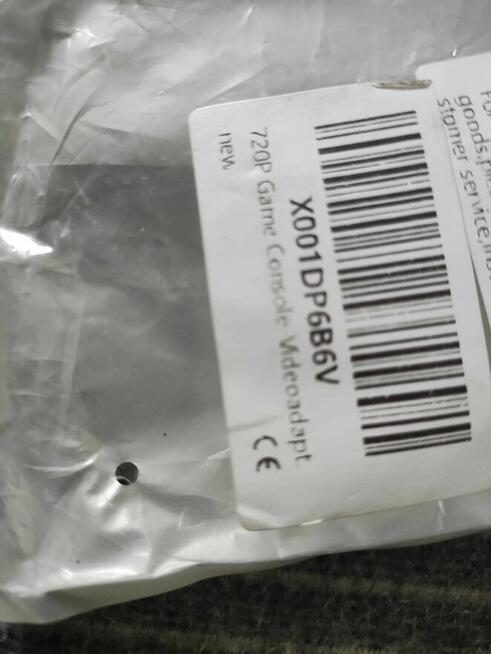 X001DP6B6V
720P Game Console Videoadapt.
new
CE
goods,
stomer service,